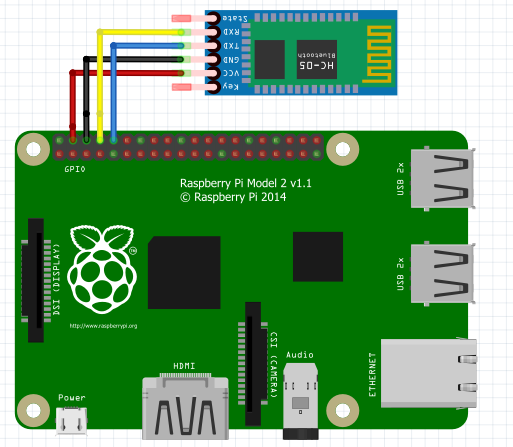 State
RXD
TXD
GND
VCC
Key
HC-05
Bluetooth
GPIO
Raspberry Pi Model 2 v1.1
© Raspberry Pi 2014
USB 2x
USB 2x
DSI (DISPLAY)
TM
http://www.raspberrypi.org
HDMI
CSI (CAMERA)
Audio
ETHERNET
Power